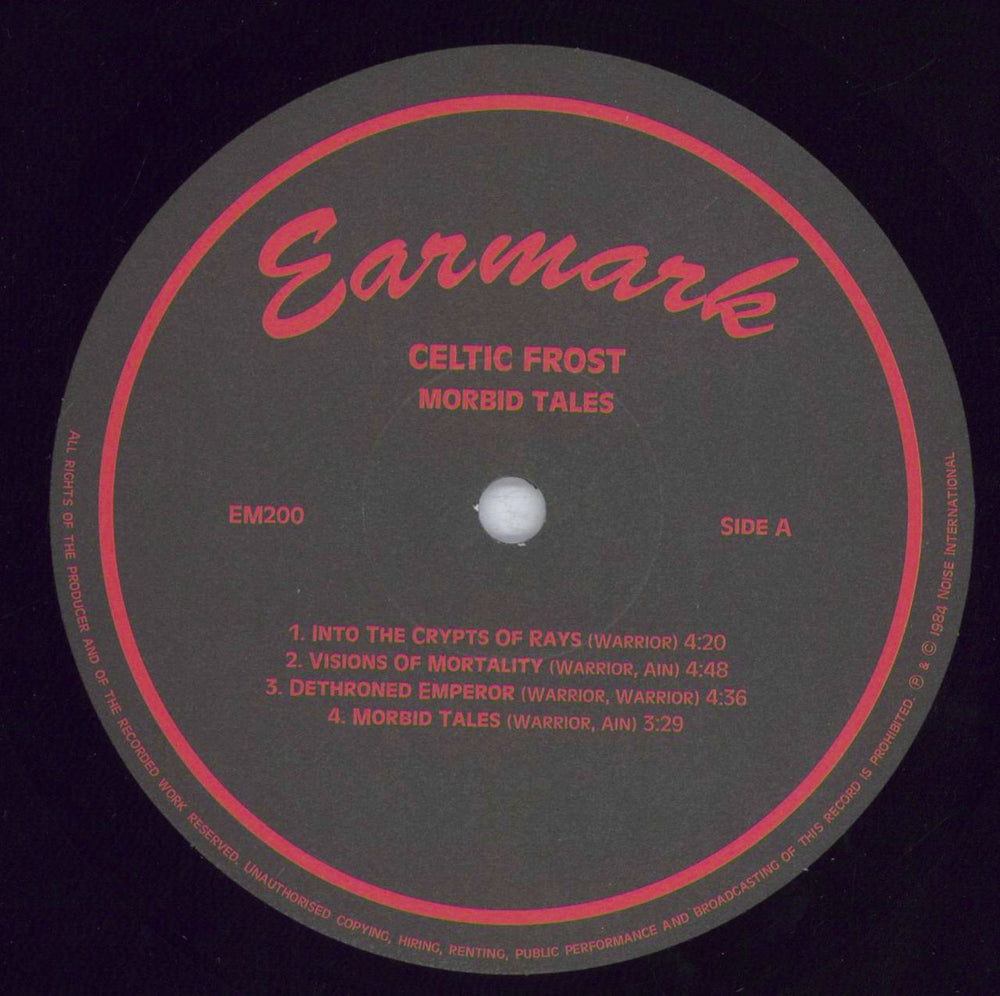 Earmark
CELTIC FROST
MORBID TALES
EM200
SIDE A
1. INTO THE CRYPTS OF RAYS (WARRIOR) 4:20
2. VISIONS OF MORTALITY (WARRIOR, AIN) 4:48
3. DETHRONED EMPEROR (WARRIOR, WARRIOR) 4:36
4. MORBID TALES (WARRIOR, AIN) 3:29
ALL RIGHTS OF THE PRODUCER AND OF THE RECORDED WORK RESERVED. UNAUTHORISED COPYING, HIRING, RENTING, PUBLIC PERFORMANCE AND BROADCASTING OF THIS RECORD IS PROHIBITED. ℗ & © 1984 NOISE INTERNATIONAL